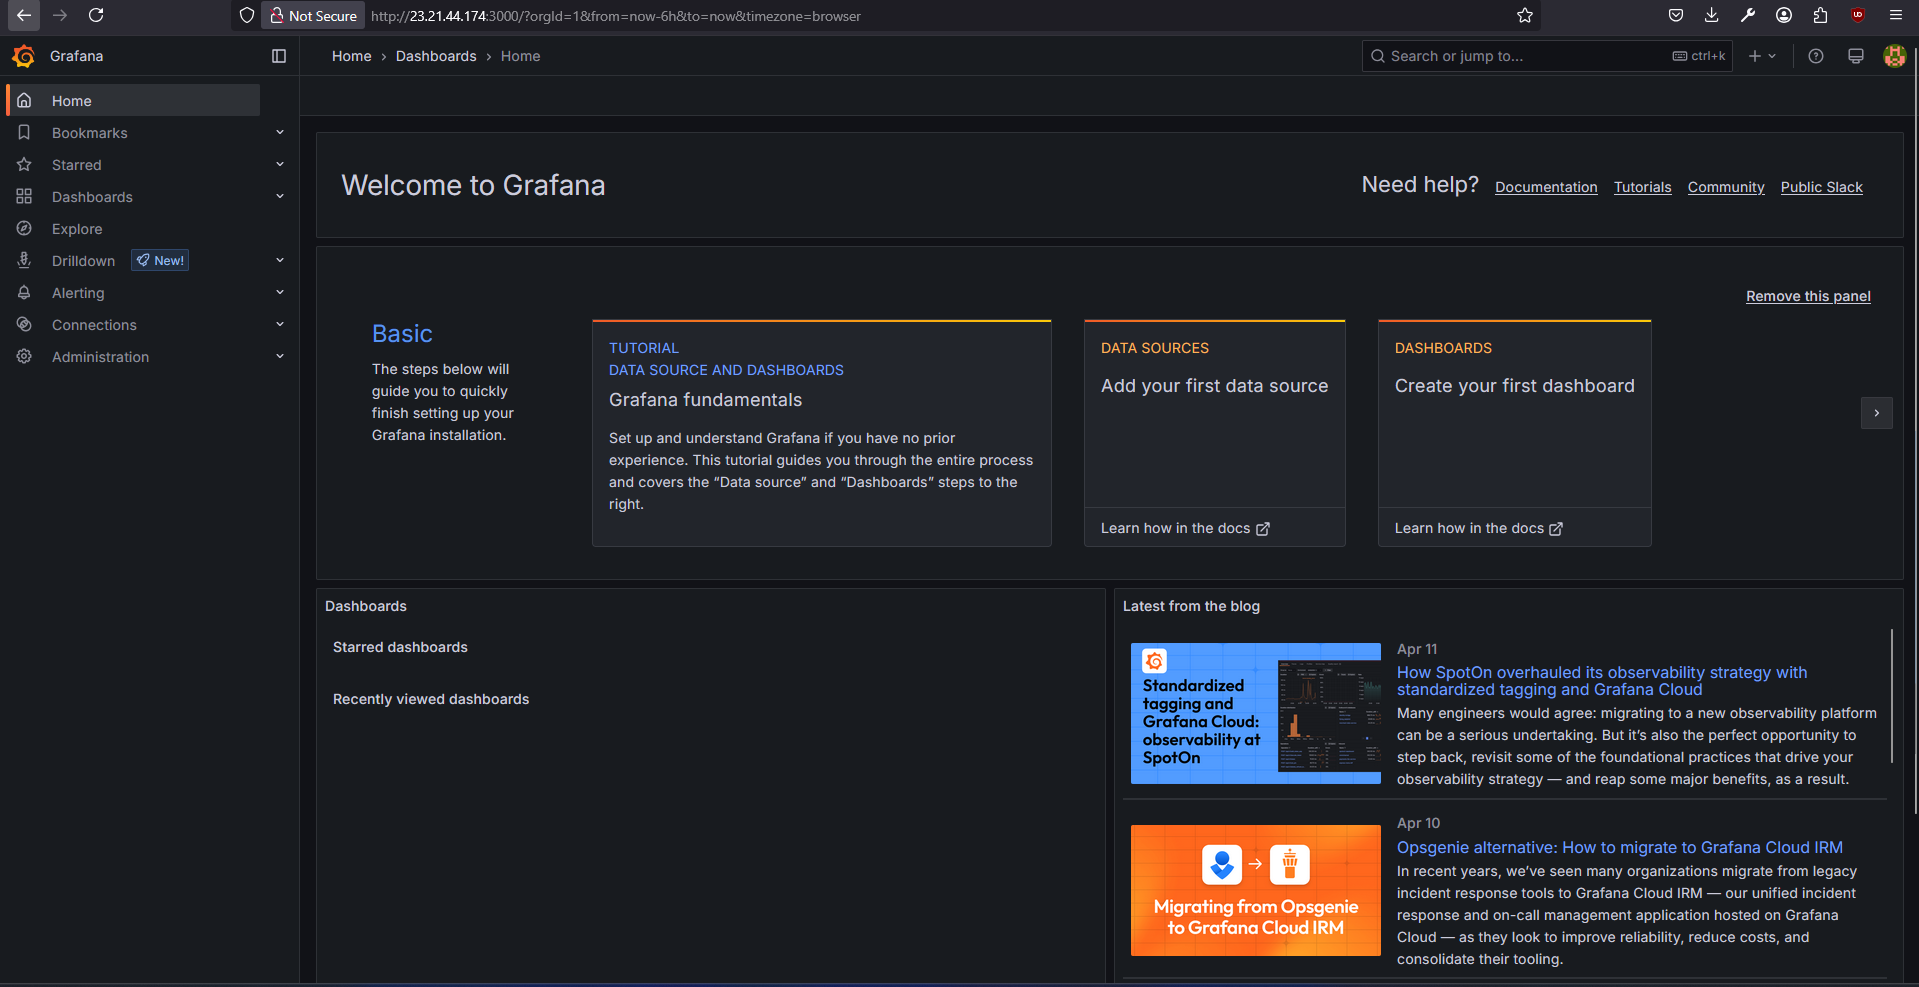 Not Secure
http://23.21.44.174:3000/?orgId=1&from=now-6h&to=now&timezone=browser
Grafana
Home › Dashboards › Home
Search or jump to...
ctrl+k
Home
Bookmarks
Starred
Dashboards
Explore
Drilldown
New!
Alerting
Connections
Administration
Welcome to Grafana
Need help?
Documentation
Tutorials
Community
Public Slack
Remove this panel
Basic
The steps below will
guide you to quickly
finish setting up your
Grafana installation.
TUTORIAL
DATA SOURCE AND DASHBOARDS
Grafana fundamentals
Set up and understand Grafana if you have no prior
experience. This tutorial guides you through the entire process
and covers the “Data source” and “Dashboards” steps to the
right.
DATA SOURCES
Add your first data source
Learn how in the docs
DASHBOARDS
Create your first dashboard
Learn how in the docs
Dashboards
Starred dashboards
Recently viewed dashboards
Latest from the blog
Standardized
tagging and
Grafana Cloud:
observability at
SpotOn
Apr 11
How SpotOn overhauled its observability strategy with
standardized tagging and Grafana Cloud
Many engineers would agree: migrating to a new observability platform
can be a serious undertaking. But it’s also the perfect opportunity to
step back, revisit some of the foundational practices that drive your
observability strategy — and reap some major benefits, as a result.
Migrating from Opsgenie
to Grafana Cloud IRM
Apr 10
Opsgenie alternative: How to migrate to Grafana Cloud IRM
In recent years, we’ve seen many organizations migrate from legacy
incident response tools to Grafana Cloud IRM — our unified incident
response and on-call management application hosted on Grafana
Cloud — as they look to improve reliability, reduce costs, and
consolidate their tooling.